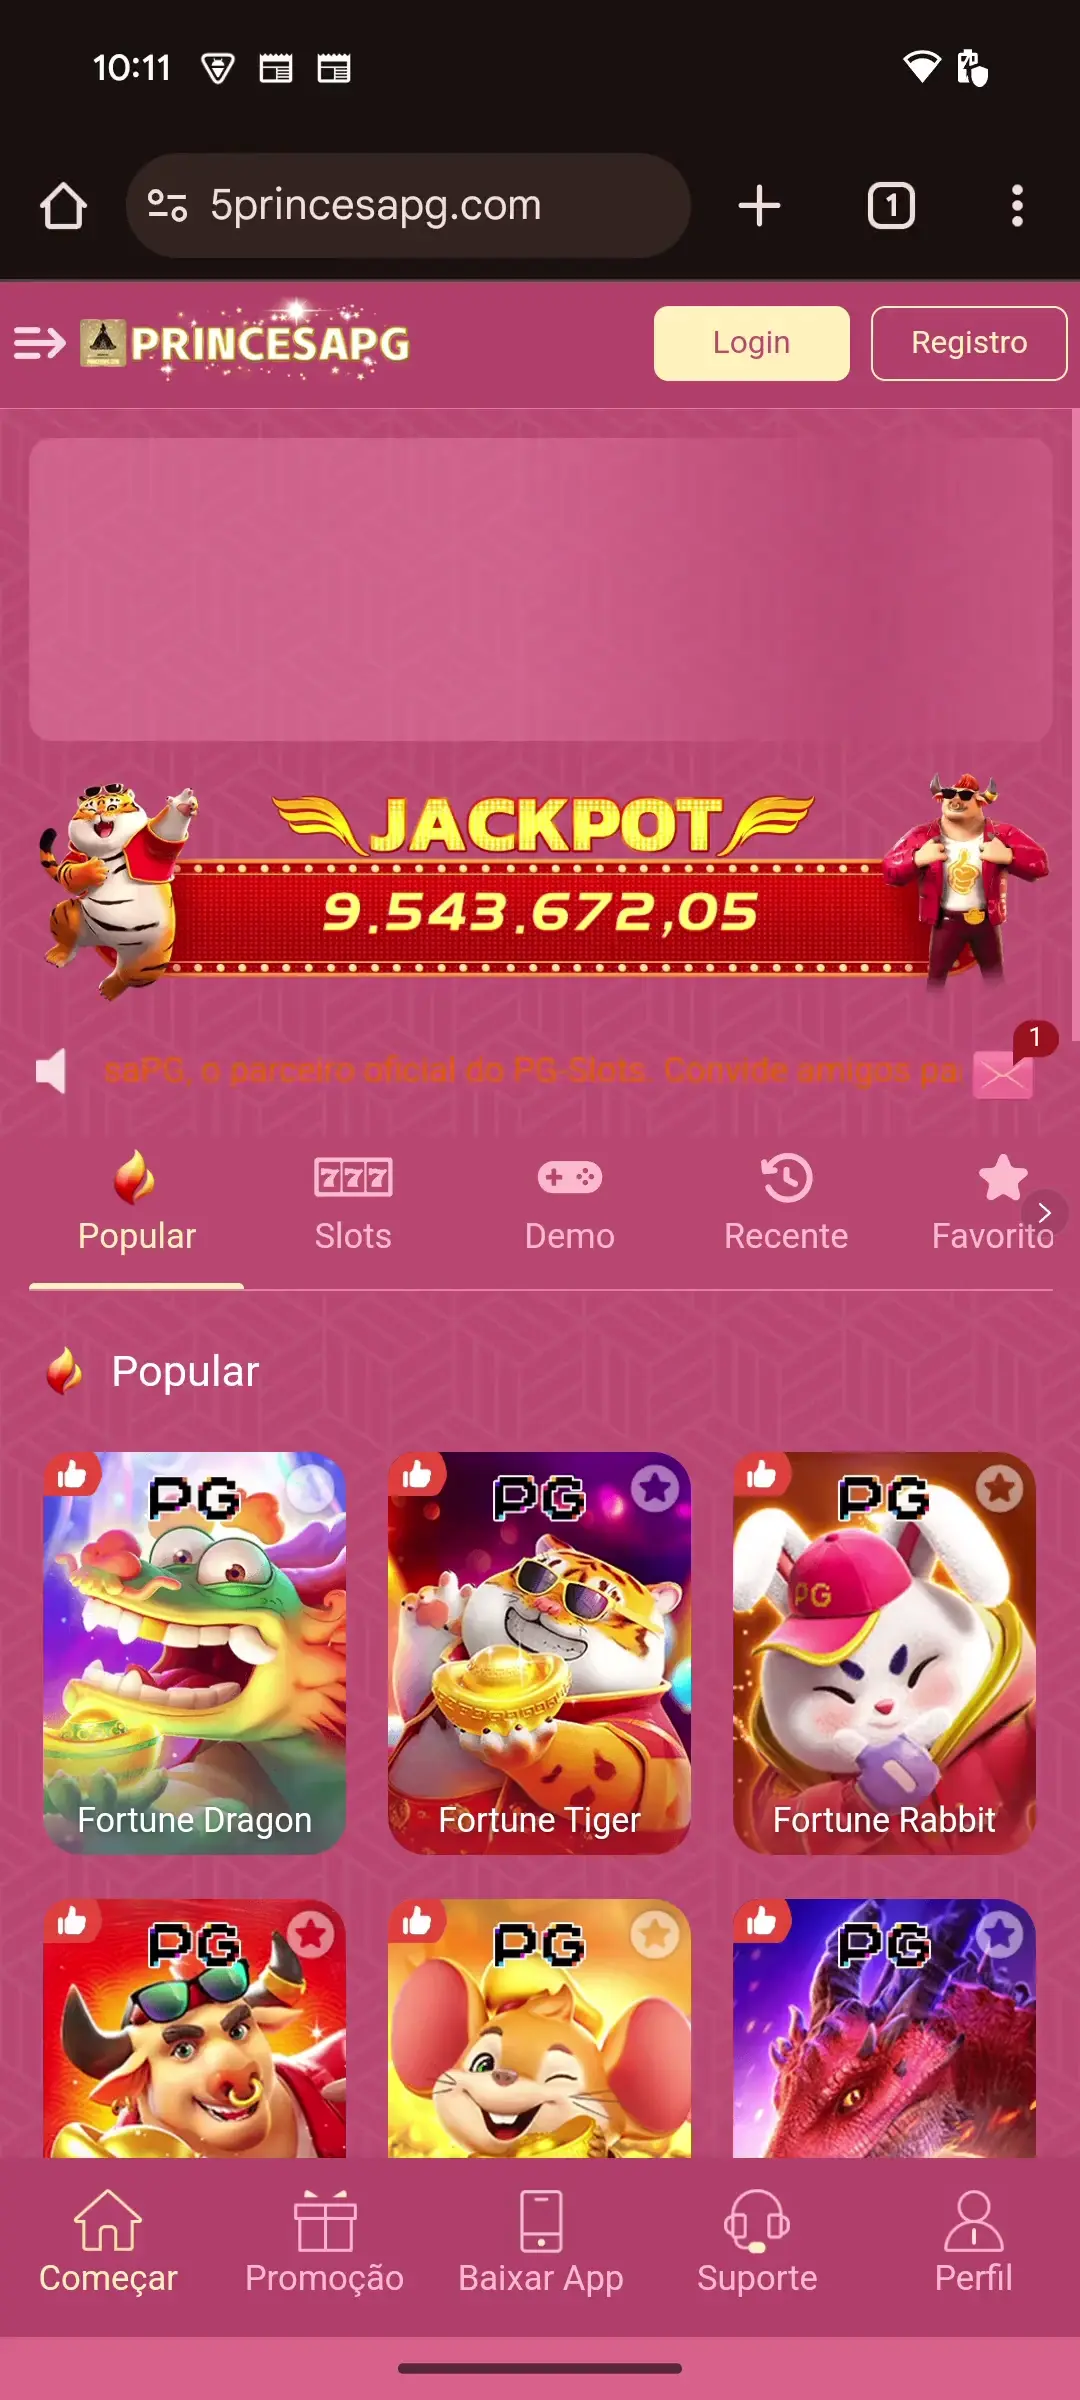 10:11
5princesapg.com
1
PRINCESAPG
Login
Registro
JACKPOT
9.543.672,05
saPG, o parceiro oficial do PG-Slots. Convide amigos pa
1
777
Popular
Slots
Demo
Recente
Favorito
Popular
PG
PG
PG
PG
Fortune Dragon
Fortune Tiger
Fortune Rabbit
PG
PG
PG
Começar
Promoção
Baixar App
Suporte
Perfil